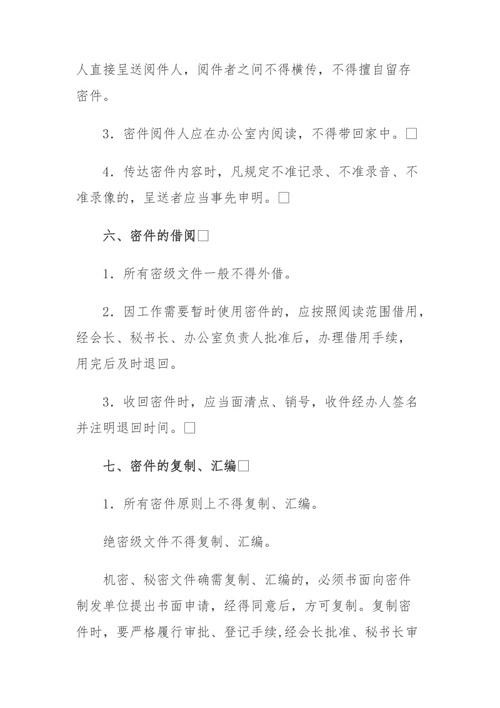 人直接呈送阅件人，阅件者之间不得横传，不得擅自留存
密件。
3．密件阅件人应在办公室内阅读，不得带回家中。□
4．传达密件内容时，凡规定不准记录、不准录音、不
准录像的，呈送者应当事先申明。□
六、密件的借阅□
1．所有密级文件一般不得外借。
2．因工作需要暂时使用密件的，应按照阅读范围借用，
经会长、秘书长、办公室负责人批准后，办理借用手续，
用完后及时退回。
3．收回密件时，应当面清点、销号，收件经办人签名
并注明退回时间。□
七、密件的复制、汇编□
1．所有密件原则上不得复制、汇编。
绝密级文件不得复制、汇编。
机密、秘密文件确需复制、汇编的，必须书面向密件
制发单位提出书面申请，经得同意后，方可复制。复制密
件时，要严格履行审批、登记手续,经会长批准、秘书长审